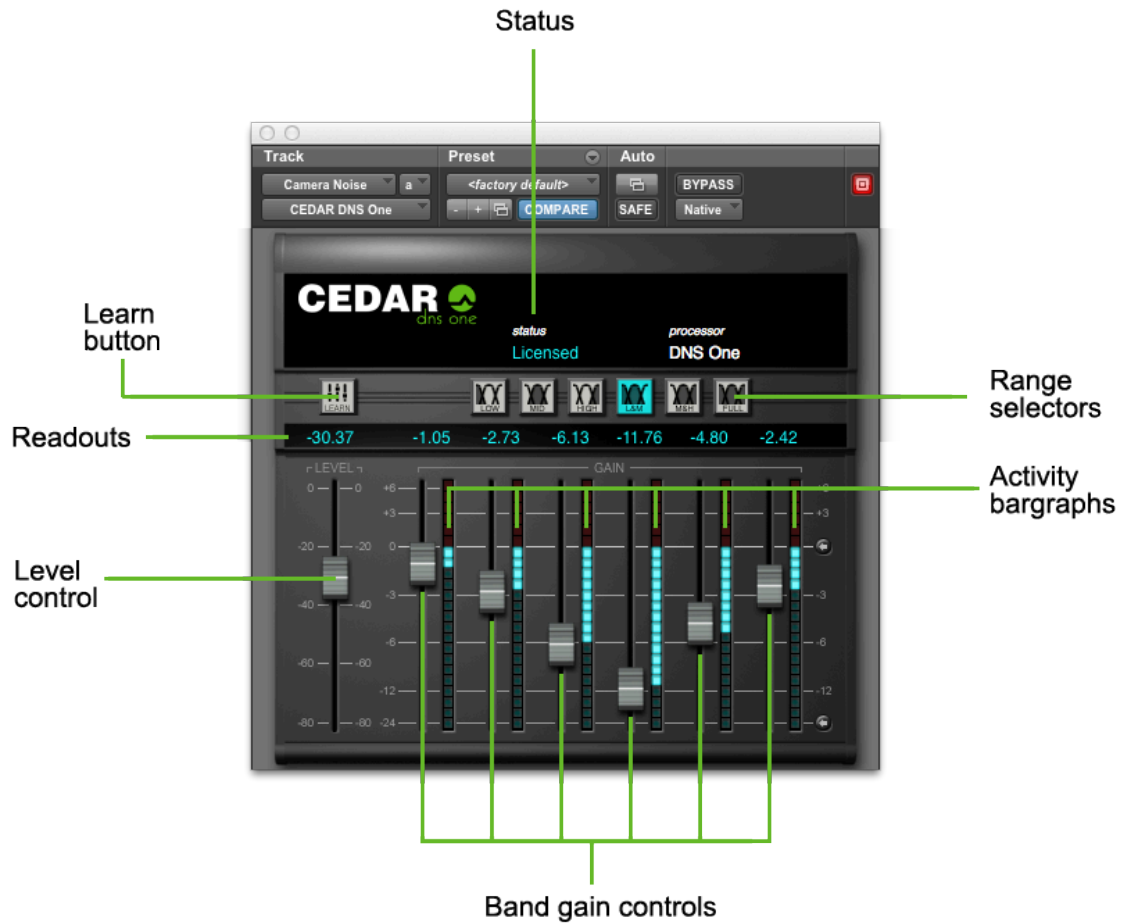 Status
Track
Preset
Auto
Camera Noise
a
<factory default>
BYPASS
CEDAR DNS One
- +
COMPARE
SAFE
Native
CEDAR
dns one
status
processor
Licensed
DNS One
Learn
button
LEARN
LOW
MID
HIGH
L&M
M&H
FULL
Range
selectors
Readouts
-30.37 -1.05 -2.73 -6.13 -11.76 -4.80 -2.42
LEVEL
GAIN
0 0 +6
+3 +3
-20 -20 0
-3 -3
-40 -40
-6 -6
-60 -60
-12 -12
-80 -80 -24
Activity
bargraphs
Level
control
Band gain controls